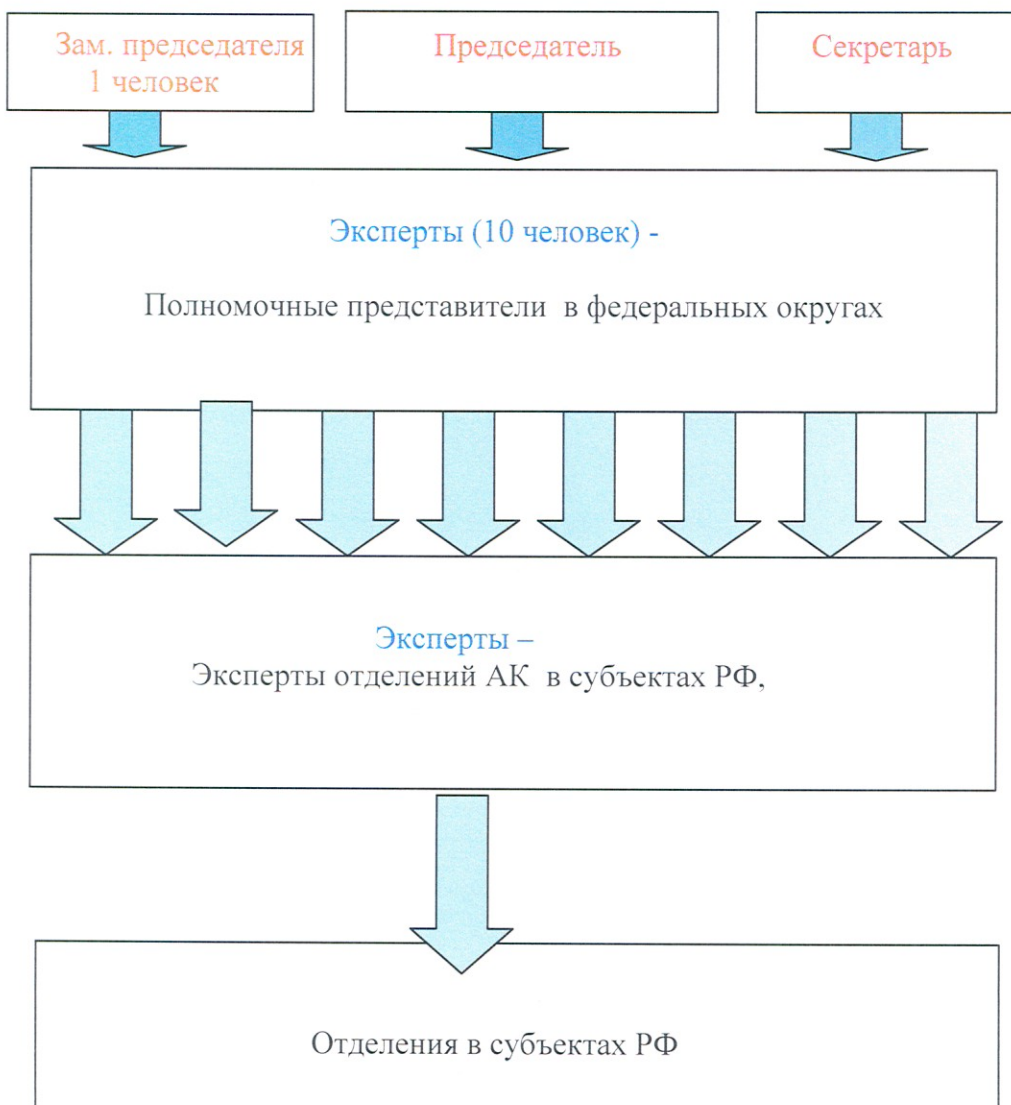 Зам. председателя
1 человек
Председатель
Секретарь
Эксперты (10 человек) -
Полномочные представители в федеральных округах
Эксперты –
Эксперты отделений АК в субъектах РФ,
Отделения в субъектах РФ